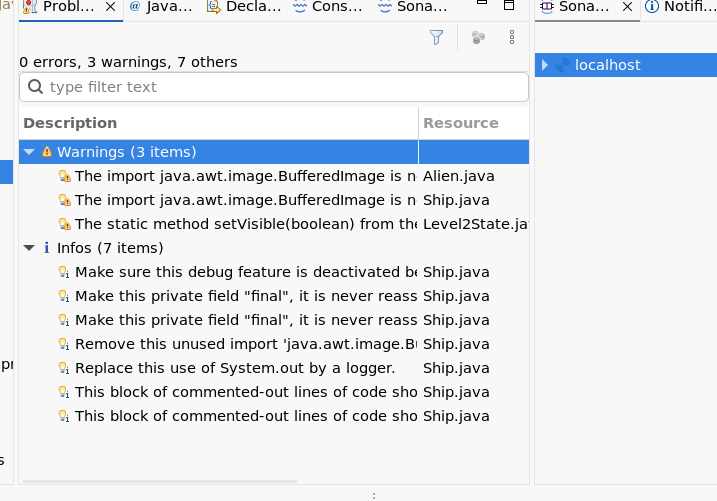 Probl... Java... Decla... Cons... Sona...
Sona... Notifi...
0 errors, 3 warnings, 7 others
type filter text
localhost
Description Resource
Warnings (3 items)
The import java.awt.image.BufferedImage is n Alien.java
The import java.awt.image.BufferedImage is n Ship.java
The static method setVisible(boolean) from the Level2State.ja
Infos (7 items)
Make sure this debug feature is deactivated be Ship.java
Make this private field "final", it is never reass Ship.java
Make this private field "final", it is never reass Ship.java
Remove this unused import 'java.awt.image.Bu Ship.java
Replace this use of System.out by a logger. Ship.java
This block of commented-out lines of code sho Ship.java
This block of commented-out lines of code sho Ship.java